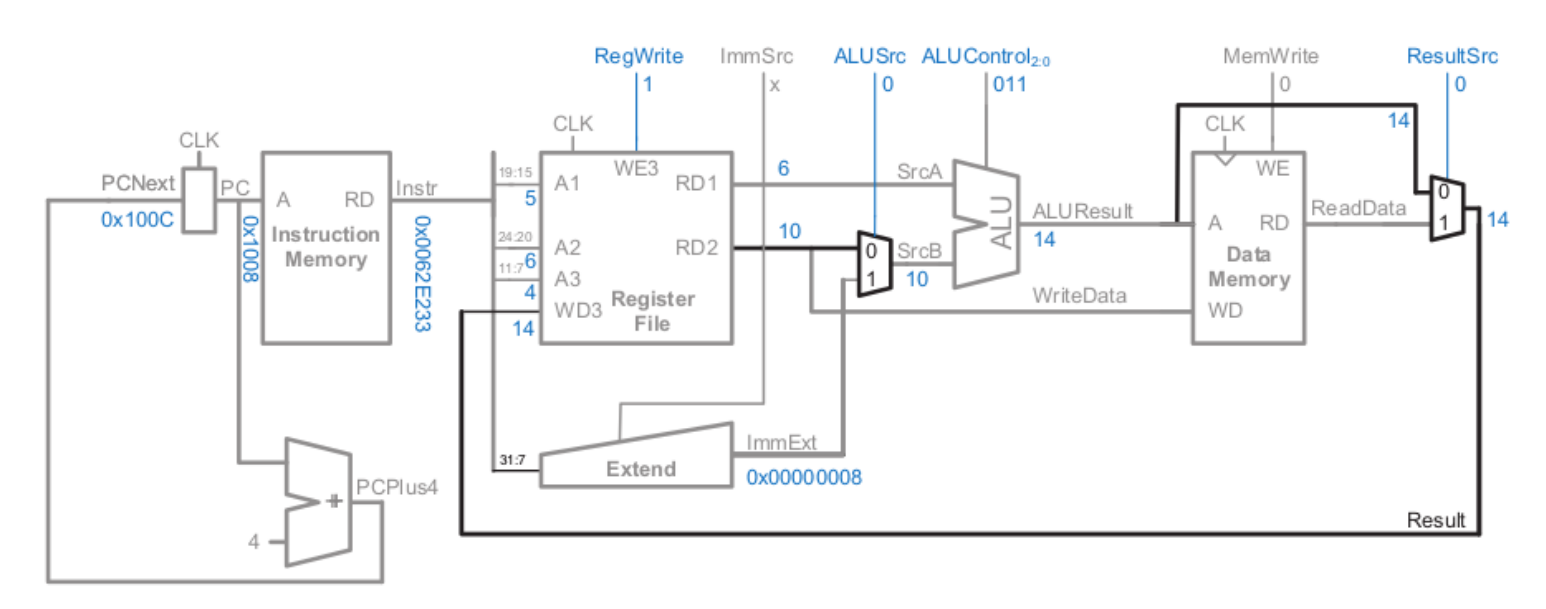 RegWrite ImmSrc ALUSrc ALUControl2:0 MemWrite ResultSrc
1 x 0 011 0 0
CLK CLK CLK 14
PCNext PC Instr
0x100C 0x1008 0x0062E233
A RD
Instruction
Memory
19:15 5
24:20 6
11:7 4
14
A1 WE3 RD1
A2 RD2
A3
WD3 Register
File
6 SrcA
10 0 SrcB
1 10
ALU ALUResult
14
WriteData
WE
A RD
Data
Memory
WD
ReadData 0
1 14
31:7 Extend ImmExt
0x00000008
+ PCPlus4
4
Result